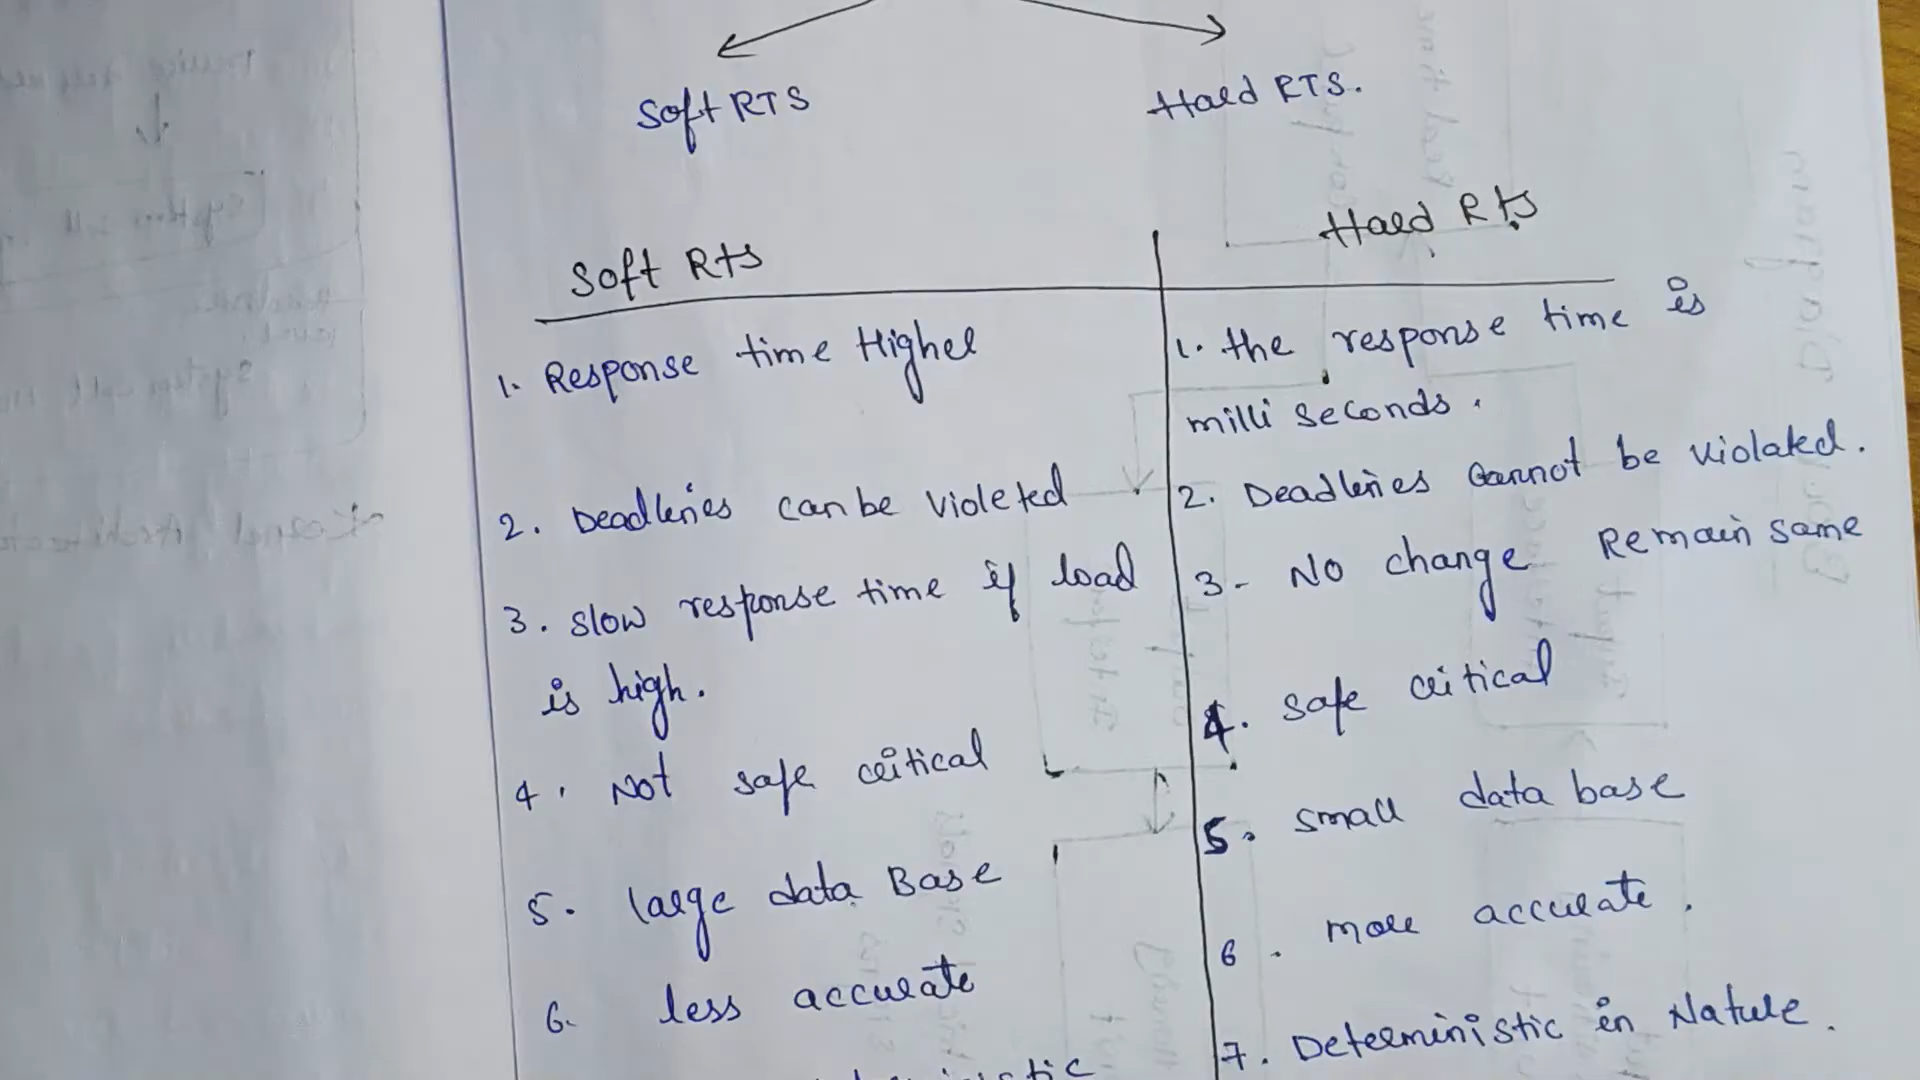 Soft RTS
Hard RTS.
Soft Rts
Hard Rts
1. Response time Higher
1. the response time is
milli seconds.
2. Deadlines can be violeted
2. Deadlines cannot be violated.
3. slow response time if load
is high.
3- No change Remain same
4. Not safe critical
4. safe critical
5. large data Base
5. small data base
6. less accurate
6. more accurate.
7. Deterministic in Nature.